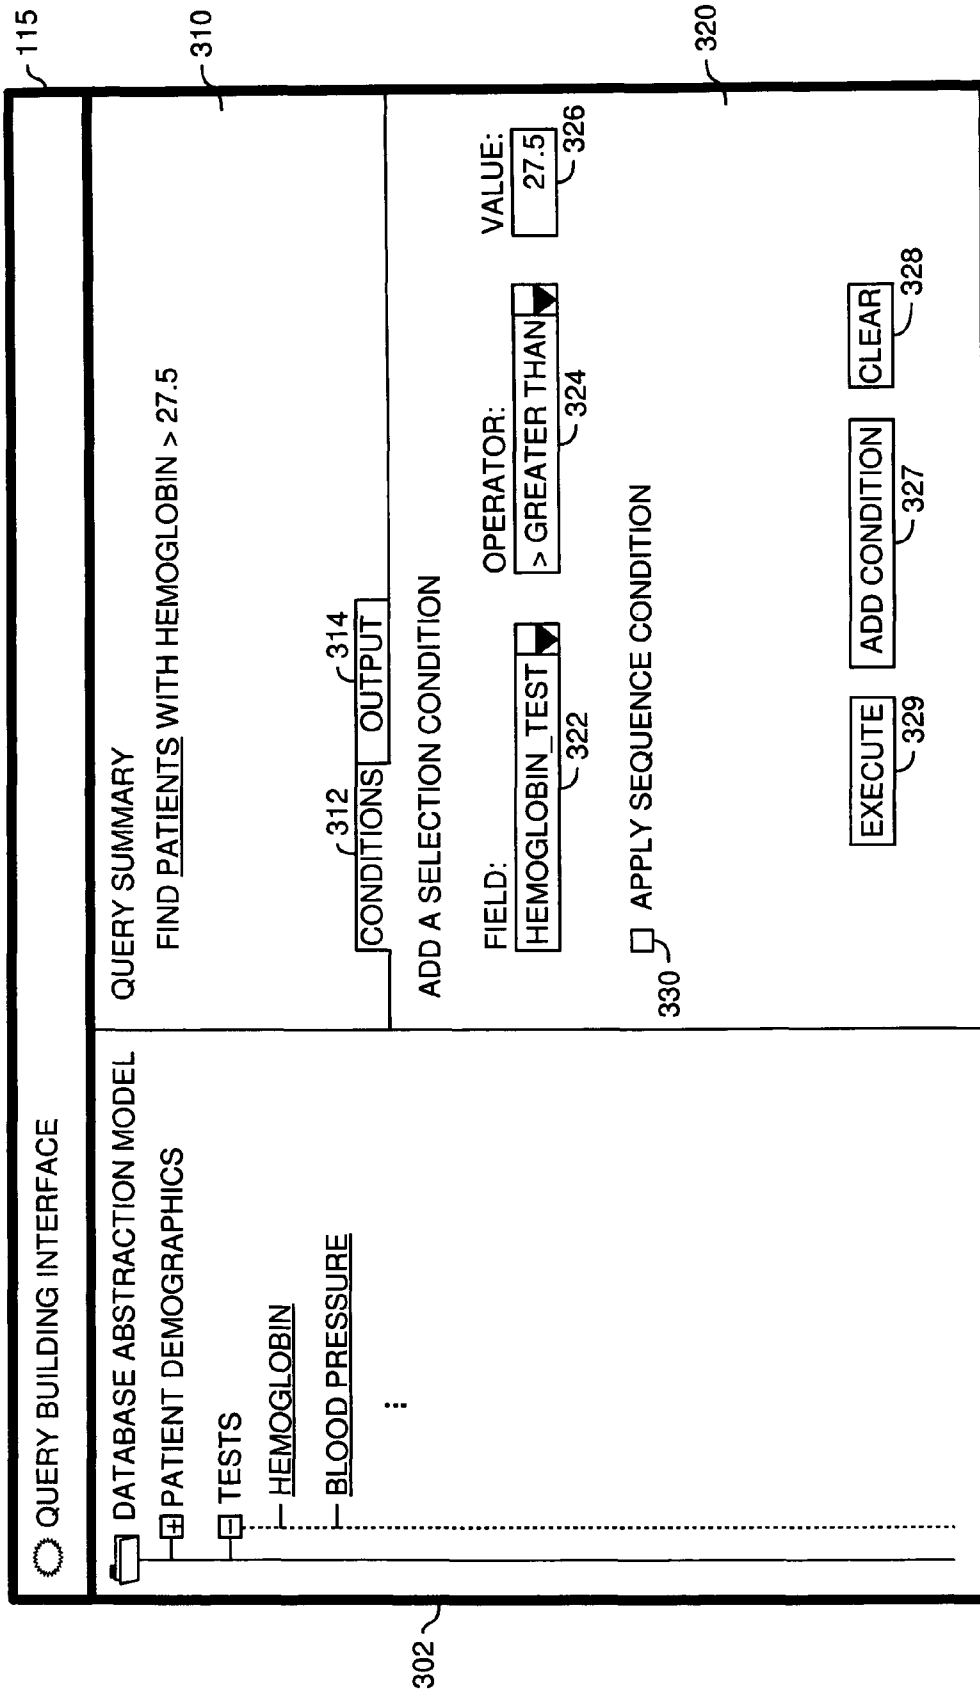 115
QUERY BUILDING INTERFACE
302
DATABASE ABSTRACTION MODEL
+ PATIENT DEMOGRAPHICS
- TESTS
HEMOGLOBIN
BLOOD PRESSURE
...
310
QUERY SUMMARY
FIND PATIENTS WITH HEMOGLOBIN > 27.5
312
314
CONDITIONS OUTPUT
ADD A SELECTION CONDITION
FIELD: OPERATOR: VALUE:
HEMOGLOBIN_TEST > GREATER THAN 27.5
322 324 326
APPLY SEQUENCE CONDITION
330
320
EXECUTE ADD CONDITION CLEAR
329 327 328